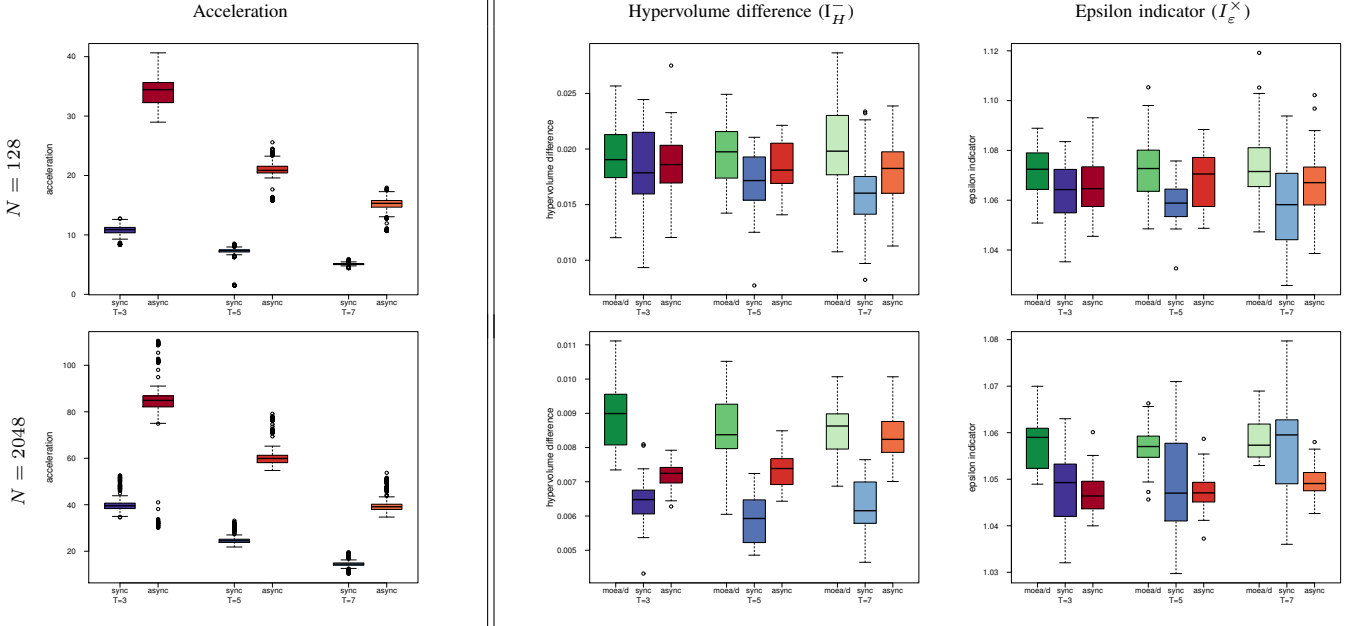 Acceleration
Hypervolume difference (I_H^−)
Epsilon indicator (I_ε^×)
N = 128
acceleration
40
30
20
10
0
sync async sync async sync async
T=3 T=5 T=7
hypervolume difference
0.025
0.020
0.015
0.010
moea/d sync async moea/d sync async moea/d sync async
T=3 T=5 T=7
epsilon indicator
1.12
1.10
1.08
1.06
1.04
moea/d sync async moea/d sync async moea/d sync async
T=3 T=5 T=7
N = 2048
acceleration
100
80
60
40
20
sync async sync async sync async
T=3 T=5 T=7
hypervolume difference
0.011
0.010
0.009
0.008
0.007
0.006
0.005
moea/d sync async moea/d sync async moea/d sync async
T=3 T=5 T=7
epsilon indicator
1.08
1.07
1.06
1.05
1.04
1.03
moea/d sync async moea/d sync async moea/d sync async
T=3 T=5 T=7